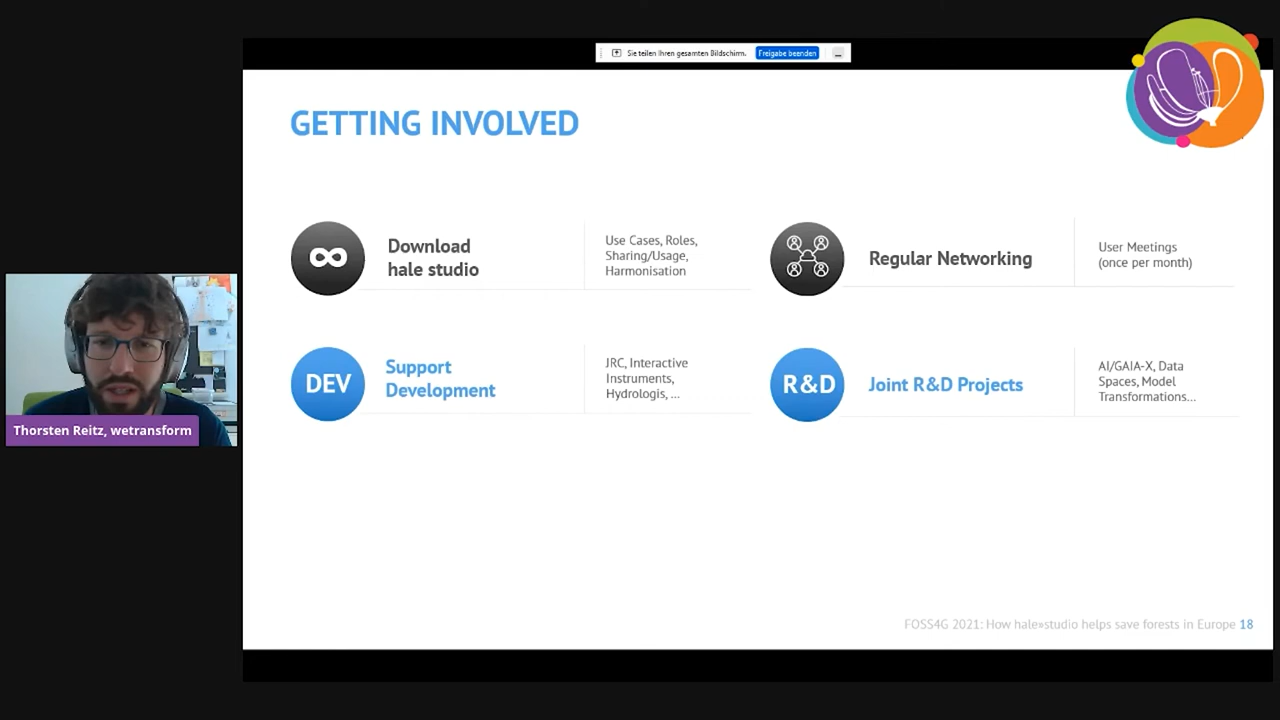 Sie teilen Ihren gesamten Bildschirm. Freigabe beenden
GETTING INVOLVED
Download
hale studio
Use Cases, Roles,
Sharing/Usage,
Harmonisation
Regular Networking
User Meetings
(once per month)
DEV
Support
Development
JRC, Interactive
Instruments,
Hydrologis, ...
R&D
Joint R&D Projects
AI/GAIA-X, Data
Spaces, Model
Transformations...
Thorsten Reitz, wetransform
FOSS4G 2021: How hale»studio helps save forests in Europe 18